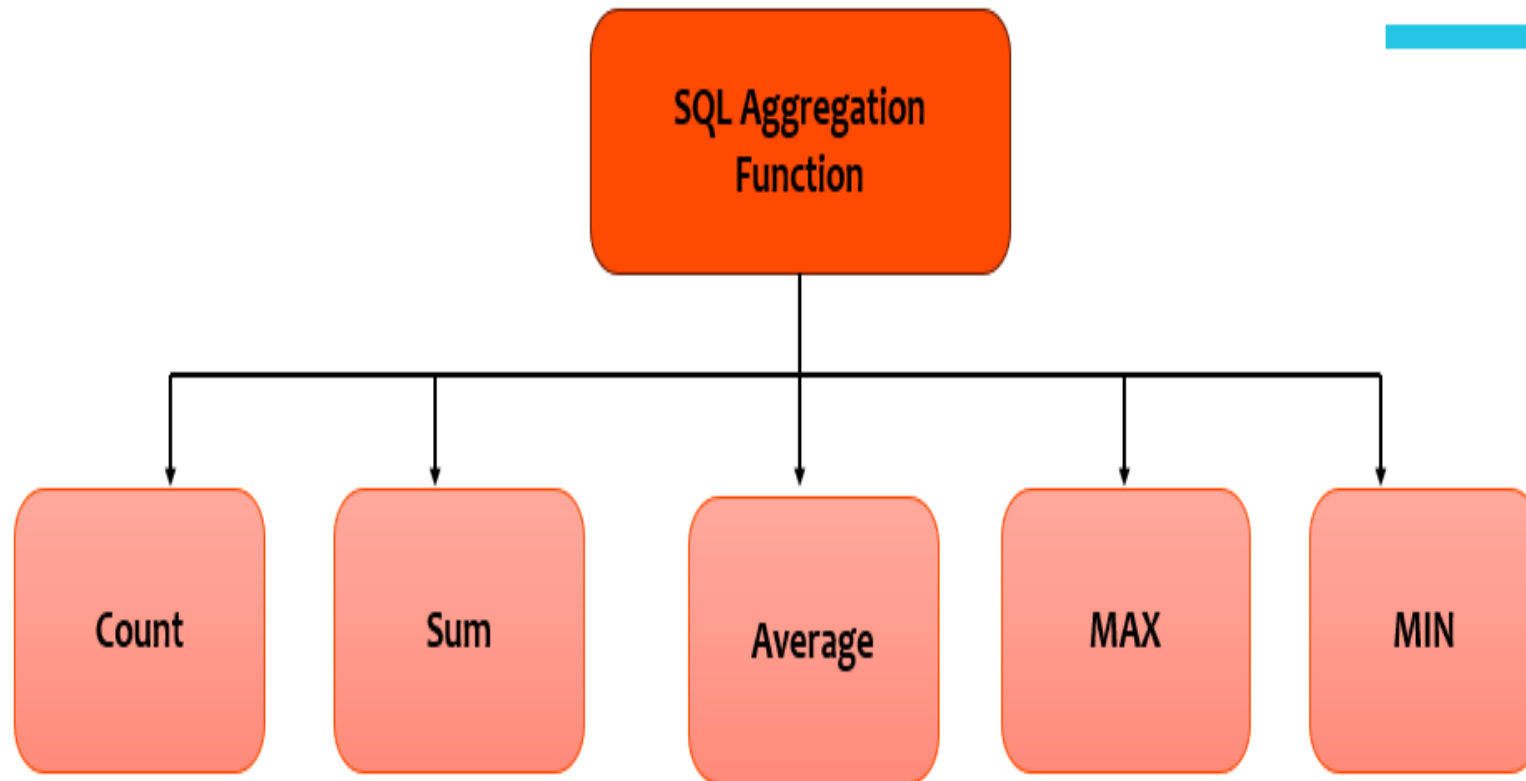 SQL Aggregation
Function
Count
Sum
Average
MAX
MIN